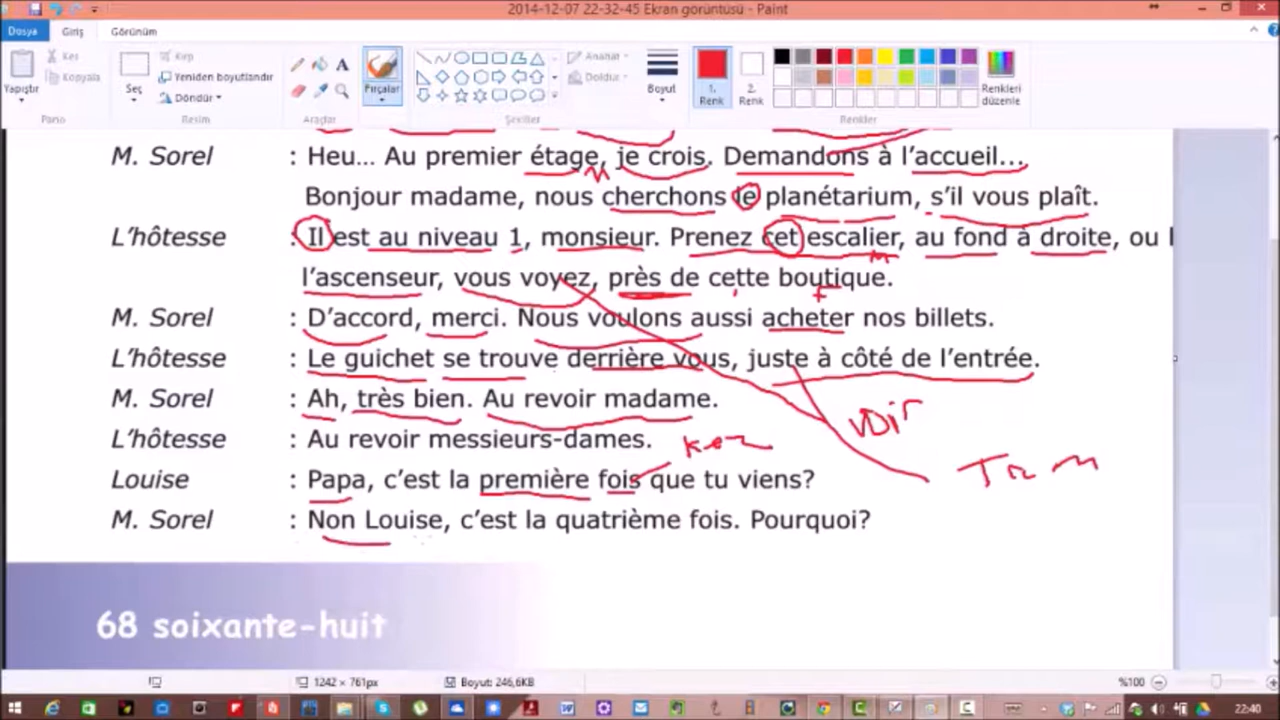 2014-12-07 22-32-45 Ekran görüntüsü - Paint
Dosya Giriş Görünüm
Yapıştır Kes Kopyala Pano
Seç Kırp Yeniden boyutlandır Döndür Resim
A Araçlar
Fırçalar
Anahat Doldur Şekiller
Boyut
1. Renk 2. Renk Renkleri düzenle Renkler
M. Sorel : Heu... Au premier étage, je crois. Demandons à l'accueil...
Bonjour madame, nous cherchons le planétarium, s'il vous plaît.
L'hôtesse : Il est au niveau 1, monsieur. Prenez cet escalier, au fond à droite, ou l
l'ascenseur, vous voyez, près de cette boutique.
M. Sorel : D'accord, merci. Nous voulons aussi acheter nos billets.
L'hôtesse : Le guichet se trouve derrière vous, juste à côté de l'entrée.
M. Sorel : Ah, très bien. Au revoir madame.
voir
L'hôtesse : Au revoir messieurs-dames.
Louise : Papa, c'est la première fois que tu viens?
M. Sorel : Non Louise, c'est la quatrième fois. Pourquoi?
68 soixante-huit
1242 × 761px Boyut: 246,6KB %100
22:40